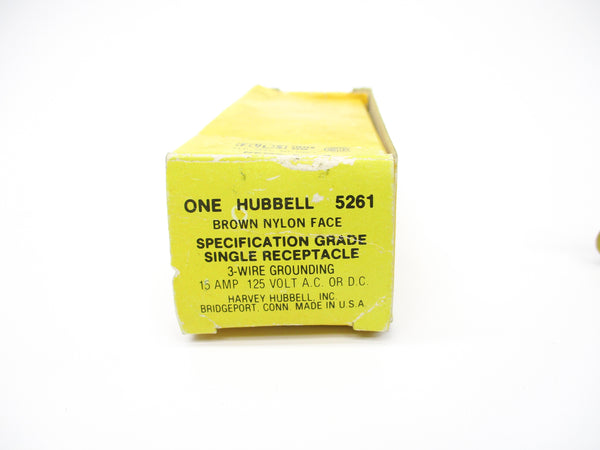 ONE HUBBELL 5261
BROWN NYLON FACE
SPECIFICATION GRADE
SINGLE RECEPTACLE
3-WIRE GROUNDING
15 AMP 125 VOLT A.C. OR D.C.
HARVEY HUBBELL, INC
BRIDGEPORT, CONN. MADE IN U.S.A